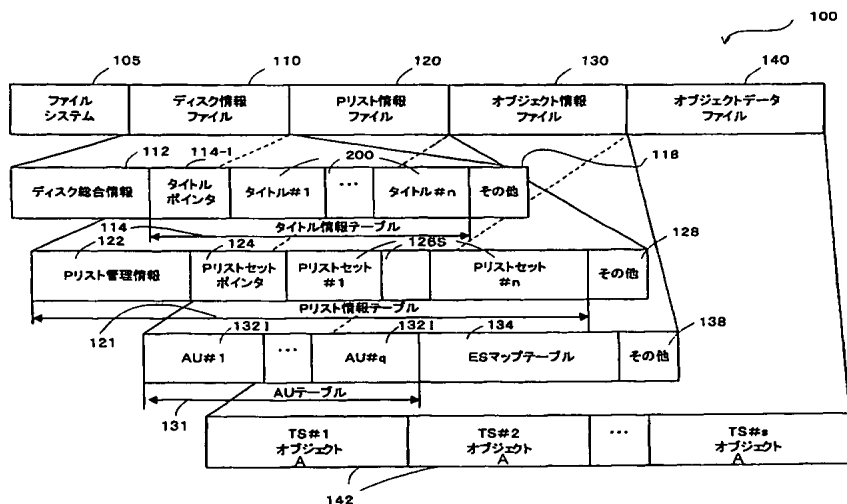 100
105
110
120
130
140
ファイル
システム
ディスク情報
ファイル
Pリスト情報
ファイル
オブジェクト情報
ファイル
オブジェクトデータ
ファイル
112
114-1
200
118
ディスク総合情報
タイトル
ポインタ
タイトル#1
...
タイトル#n
その他
114
タイトル情報テーブル
122
124
126S
128
Pリスト管理情報
Pリストセット
ポインタ
Pリストセット
#1
Pリストセット
#n
その他
Pリスト情報テーブル
121
132I
132I
134
138
AU#1
...
AU#q
ESマップテーブル
その他
AUテーブル
131
TS#1
オブジェクト
A
TS#2
オブジェクト
A
...
TS#s
オブジェクト
A
142